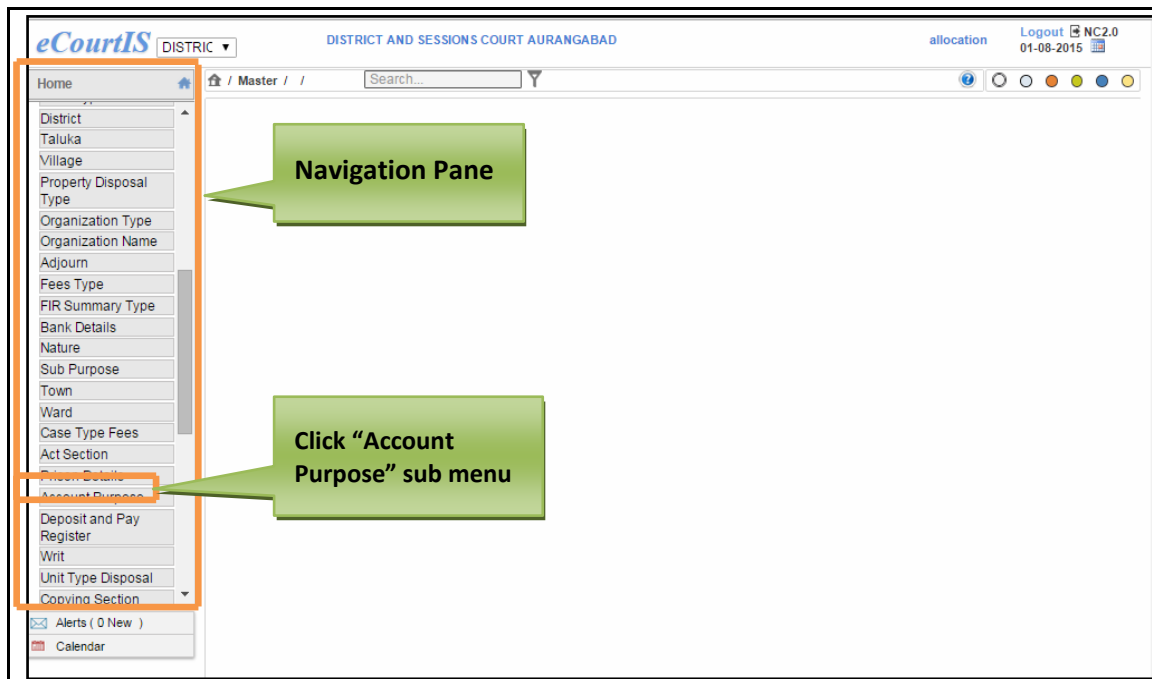 eCourtIS DISTRIC
DISTRICT AND SESSIONS COURT AURANGABAD
allocation
Logout NC2.0
01-08-2015
Home
/ Master / /
Search...
District
Taluka
Village
Property Disposal
Type
Organization Type
Organization Name
Adjourn
Fees Type
FIR Summary Type
Bank Details
Nature
Sub Purpose
Town
Ward
Case Type Fees
Act Section
Prison Details
Account Purpose
Deposit and Pay
Register
Writ
Unit Type Disposal
Copying Section
Alerts ( 0 New )
Calendar
Navigation Pane
Click “Account
Purpose” sub menu